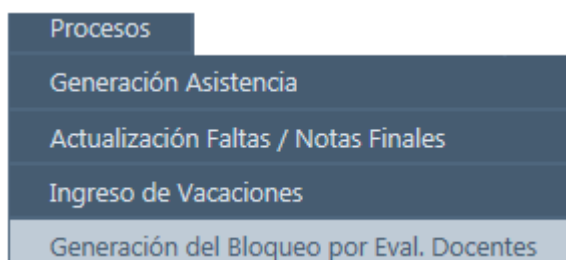 Procesos
Generación Asistencia
Actualización Faltas / Notas Finales
Ingreso de Vacaciones
Generación del Bloqueo por Eval. Docentes